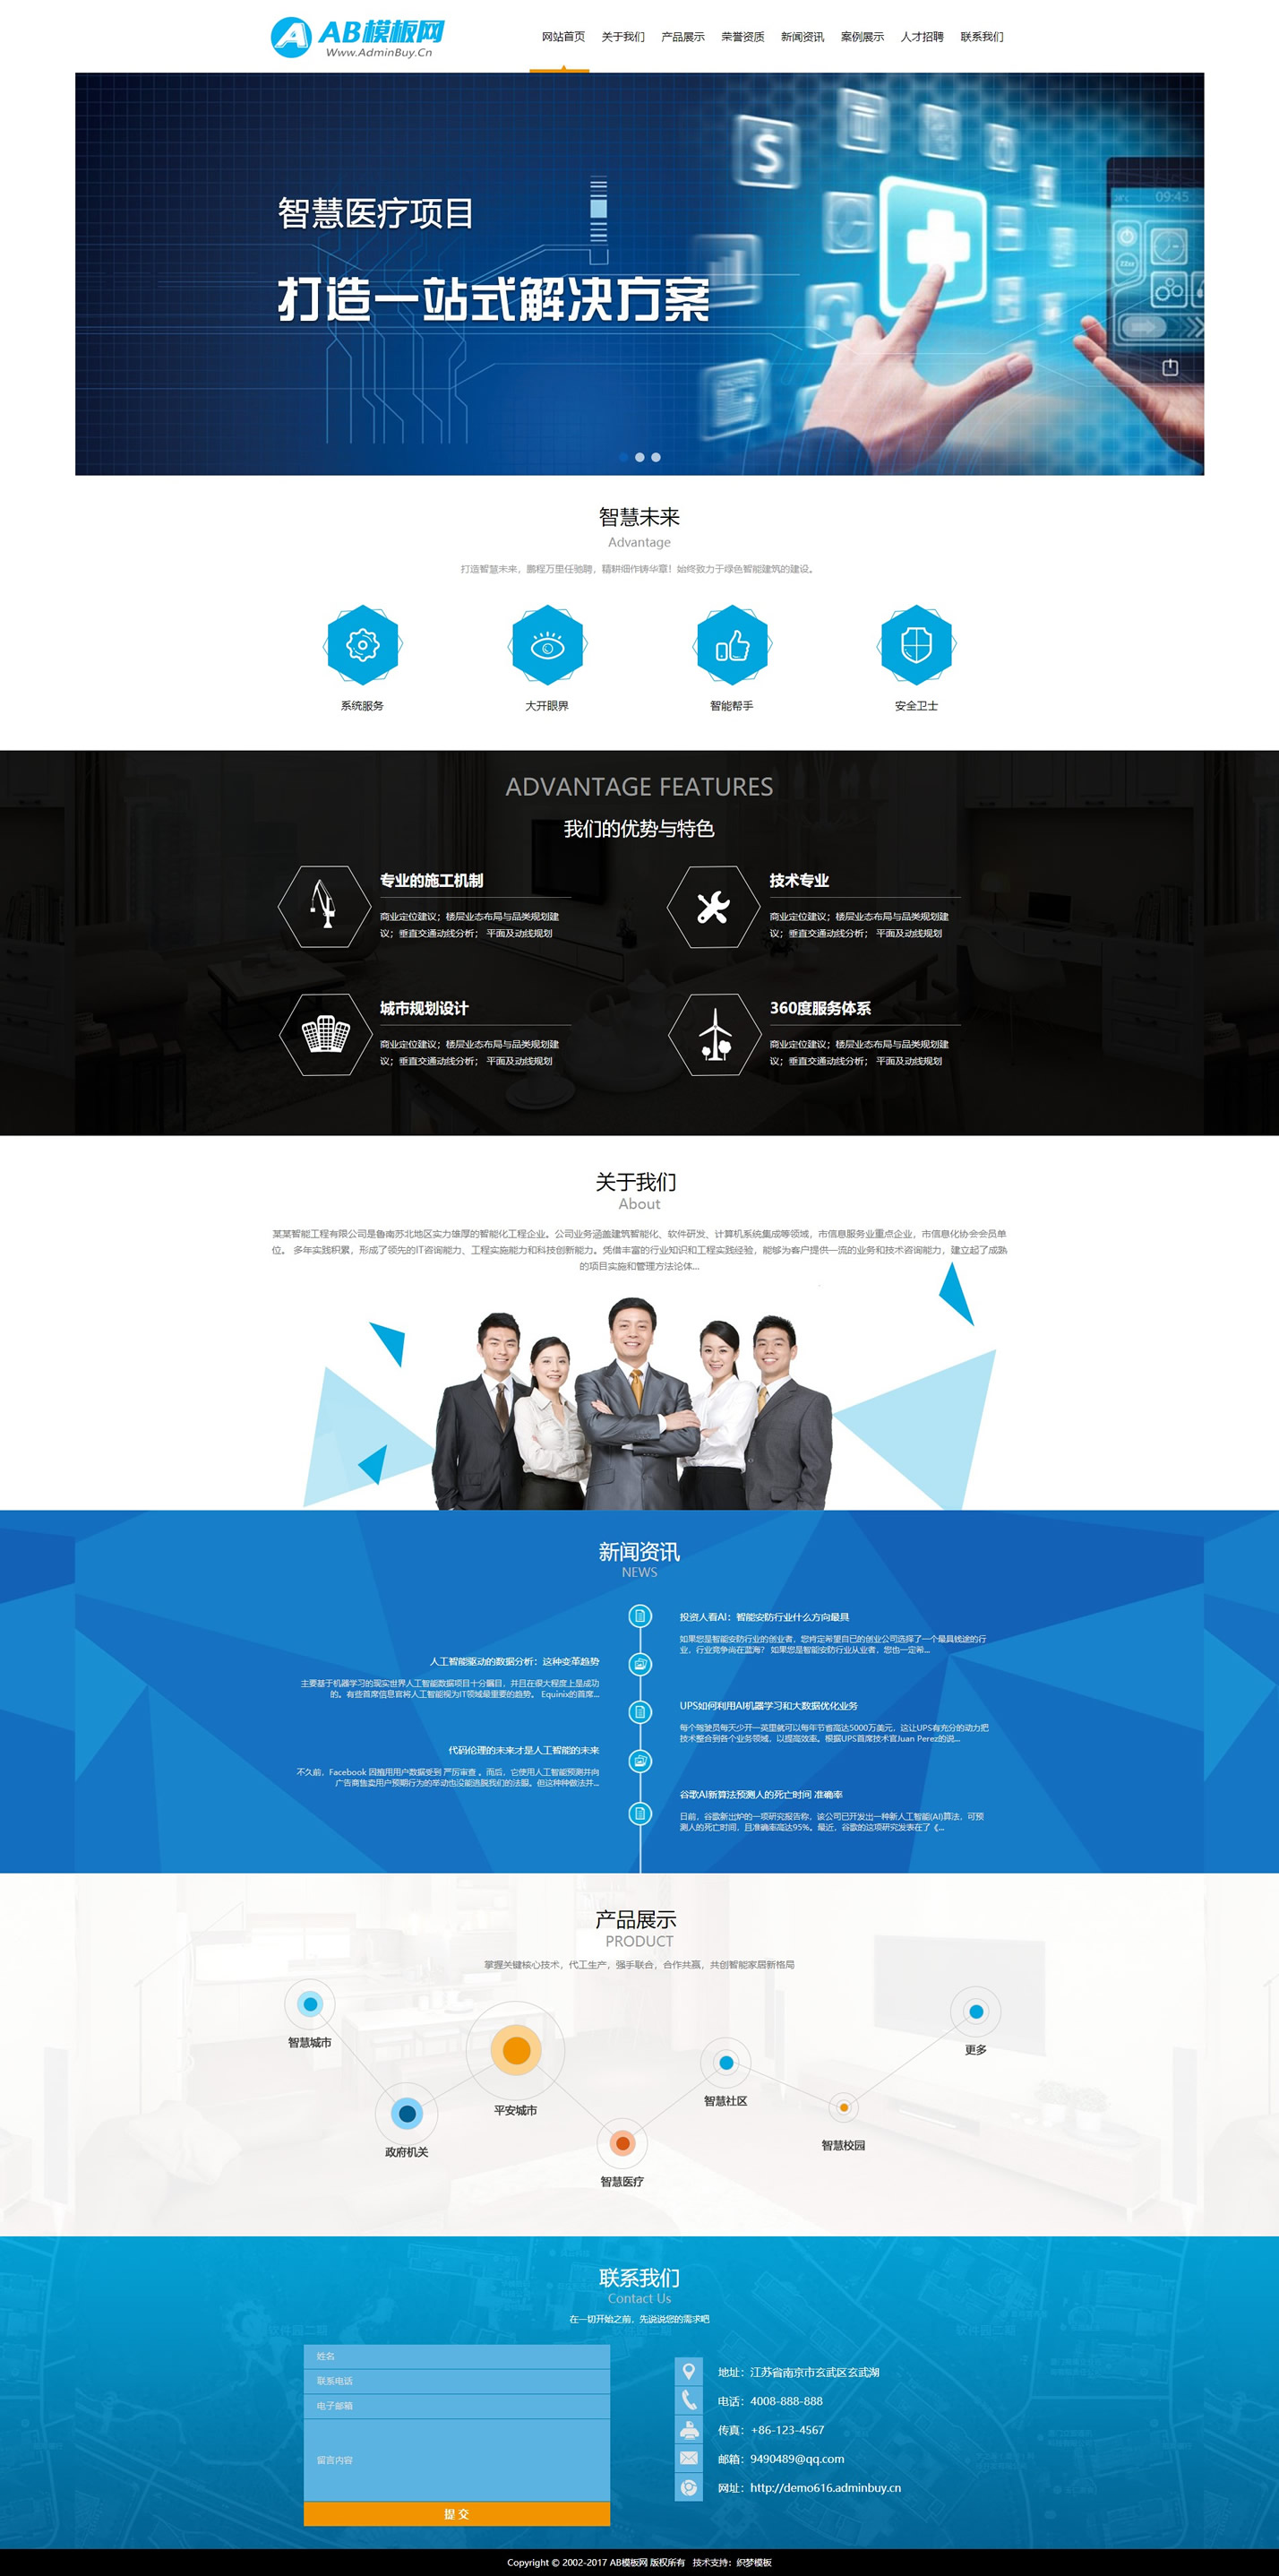 AB模板网
Www.AdminBuy.Cn
网站首页 关于我们 产品展示 荣誉资质 新闻资讯 案例展示 人才招聘 联系我们
智慧医疗项目
打造一站式解决方案
S
09:45
智慧未来
Advantage
打造智慧未来，鹏程万里任驰骋，精耕细作铸华章！始终致力于绿色智能建筑的建设。
系统服务 大开眼界 智能帮手 安全卫士
ADVANTAGE FEATURES
我们的优势与特色
专业的施工机制
商业定位建议；楼层业态布局与品类规划建
议；垂直交通动线分析； 平面及动线规划
技术专业
商业定位建议；楼层业态布局与品类规划建
议；垂直交通动线分析； 平面及动线规划
城市规划设计
商业定位建议；楼层业态布局与品类规划建
议；垂直交通动线分析； 平面及动线规划
360度服务体系
商业定位建议；楼层业态布局与品类规划建
议；垂直交通动线分析； 平面及动线规划
关于我们
About
某某智能工程有限公司是鲁南苏北地区实力雄厚的智能化工程企业。公司业务涵盖建筑智能化、软件研发、计算机系统集成等领域，市信息服务业重点企业，市信息化协会会员单
位。 多年实践积累，形成了领先的IT咨询能力、工程实施能力和科技创新能力。凭借丰富的行业知识和工程实践经验，能够为客户提供一流的业务和技术咨询能力，建立起了成熟
的项目实施和管理方法论体...
新闻资讯
NEWS
投资人看AI：智能安防行业什么方向最具
如果您是智能安防行业的创业者，您肯定希望自己的创业公司选择了一个最具钱途的行
业，行业竞争尚在蓝海？ 如果您是智能安防行业从业者，您也一定希...
人工智能驱动的数据分析：这种变革趋势
主要基于机器学习的现实世界人工智能数据项目十分瞩目，并且在很大程度上是成功
的。有些首席信息官将人工智能视为IT领域最重要的趋势。 Equinix的首席...
UPS如何利用AI机器学习和大数据优化业务
每个驾驶员每天少开一英里就可以每年节省高达5000万美元，这让UPS有充分的动力把
技术整合到各个业务领域，以提高效率。根据UPS首席技术官Juan Perez的说...
代码伦理的未来才是人工智能的未来
不久前，Facebook 因推用用户数据受到 严厉审查 。而后，它使用人工智能预测并向
广告商售卖用户预期行为的举动也没能逃脱我们的法眼。但这种种做法并...
谷歌AI新算法预测人的死亡时间 准确率
日前，谷歌新出炉的一项研究报告称，该公司已开发出一种新人工智能(AI)算法，可预
测人的死亡时间，且准确率高达95%。最近，谷歌的这项研究发表在了《...
产品展示
PRODUCT
掌握关键核心技术，代工生产，强手联合，合作共赢，共创智能家居新格局
智慧城市
政府机关
平安城市
智慧医疗
智慧社区
智慧校园
更多
联系我们
Contact Us
在一切开始之前，先说说您的需求吧
姓名
联系电话
电子邮箱
留言内容
提 交
地址：江苏省南京市玄武区玄武湖
电话：4008-888-888
传真：+86-123-4567
邮箱：9490489@qq.com
网址：http://demo616.adminbuy.cn
Copyright © 2002-2017 AB模板网 版权所有 技术支持：织梦模板